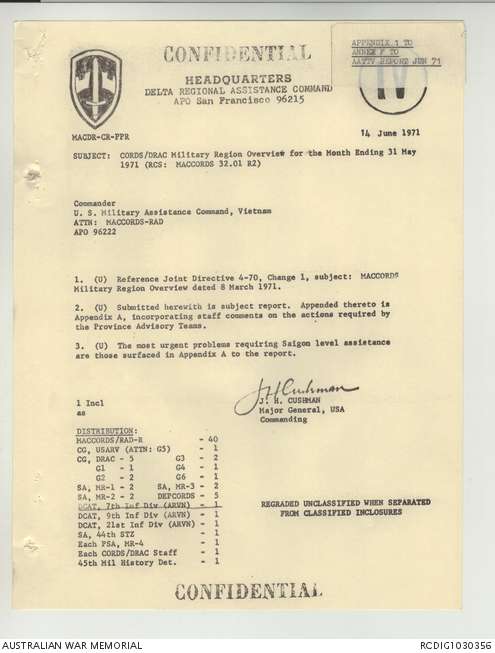 CONFIDENTIAL
APPENDIX 1 TO
ANNEX F TO
AATTV REPORT JUN 71
HEADQUARTERS
DELTA REGIONAL ASSISTANCE COMMAND
APO San Francisco 96215
IV
MACDR-CR-PPR
14 June 1971
SUBJECT: CORDS/DRAC Military Region Overview for the Month Ending 31 May
1971 (RCS: MACCORDS 32.01 R2)
Commander
U. S. Military Assistance Command, Vietnam
ATTN: MACCORDS-RAD
APO 96222
1. (U) Reference Joint Directive 4-70, Change 1, subject: MACCORDS
Military Region Overview dated 8 March 1971.
2. (U) Submitted herewith is subject report. Appended thereto is
Appendix A, incorporating staff comments on the actions required by
the Province Advisory Teams.
3. (U) The most urgent problems requiring Saigon level assistance
are those surfaced in Appendix A to the report.
J H Cushman
1 Incl
as
J. H. CUSHMAN
Major General, USA
Commanding
DISTRIBUTION:
MACCORDS/RAD-R - 40
CG, USARV (ATTN: G5) - 1
CG, DRAC - 5 G3 - 2
G1 - 1 G4 - 1
G2 - 2 G6 - 1
SA, MR-1 - 2 SA, MR-3 - 2
SA, MR-2 - 2 DEPCORDS - 5
DCAT, 7th Inf Div (ARVN) - 1
DCAT, 9th Inf Div (ARVN) - 1
DCAT, 21st Inf Div (ARVN) - 1
SA, 44th STZ - 1
Each PSA, MR-4 - 1
Each CORDS/DRAC Staff - 1
45th Mil History Det. - 1
REGRADED UNCLASSIFIED WHEN SEPARATED
FROM CLASSIFIED INCLOSURES
CONFIDENTIAL
AUSTRALIAN WAR MEMORIAL
RCDIG1030356